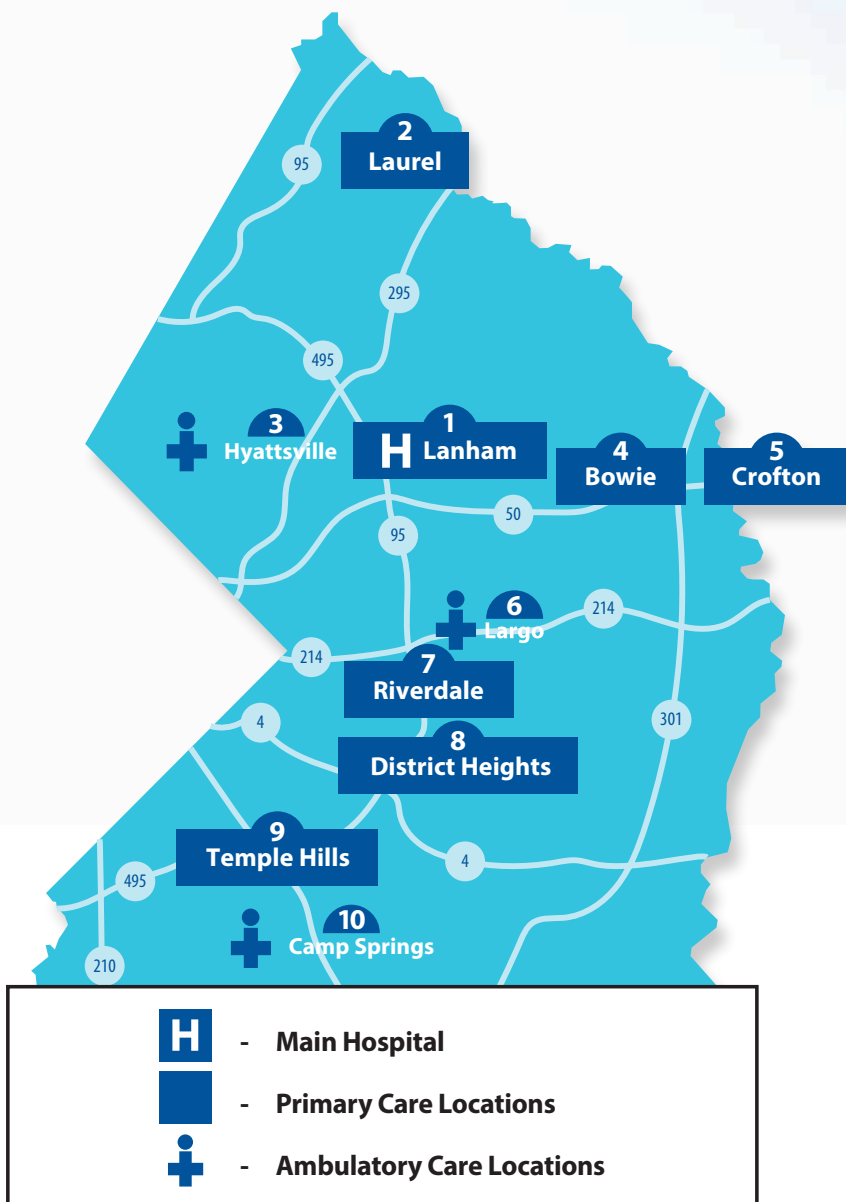 2
Laurel
95
295
495
3
Hyattsville
1
H Lanham
4
Bowie
5
Crofton
50
95
6
Largo
214
214
7
Riverdale
4
301
8
District Heights
9
Temple Hills
4
495
10
Camp Springs
210
H - Main Hospital
- Primary Care Locations
- Ambulatory Care Locations